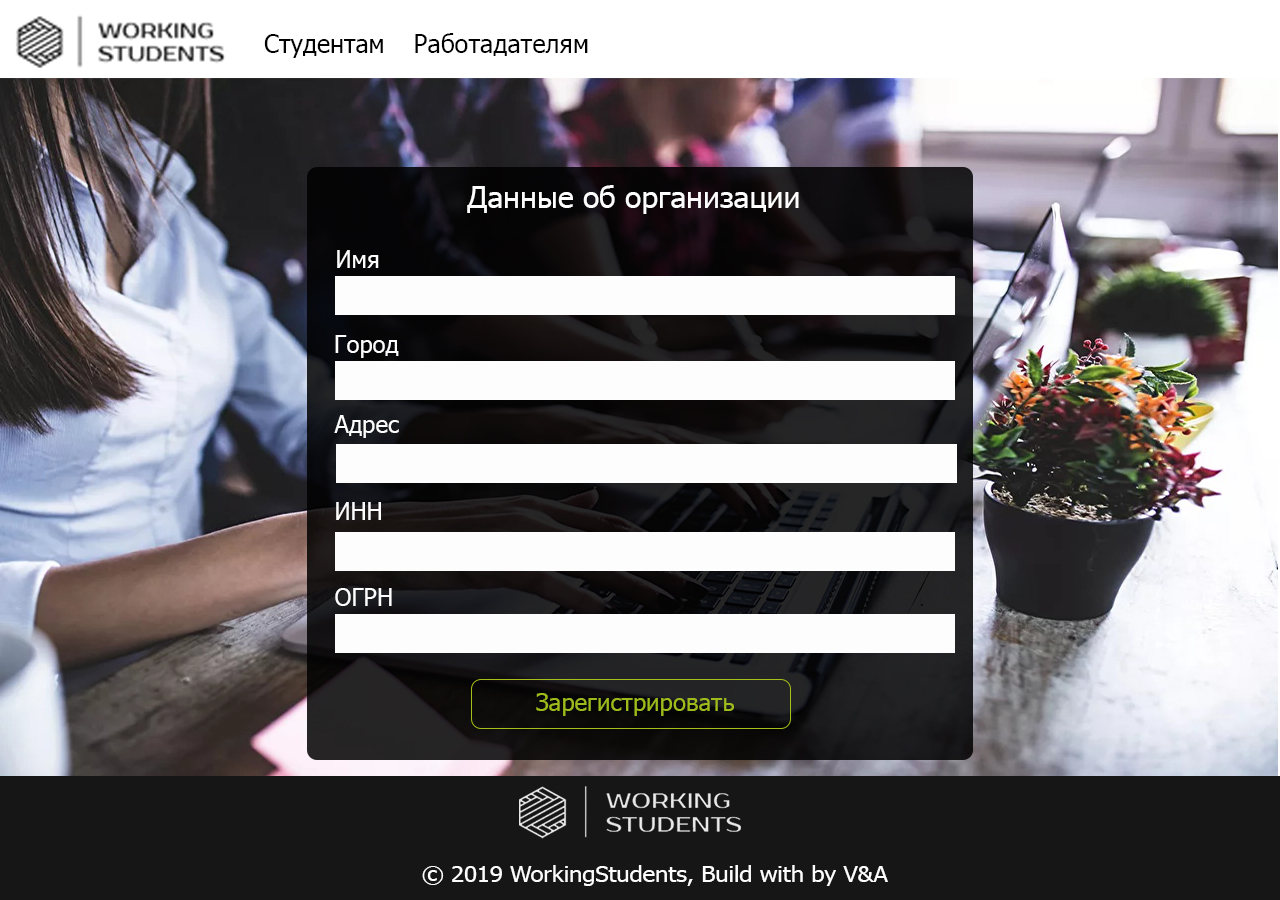 WORKING
STUDENTS
Студентам Работадателям
Данные об организации
Имя
Город
Адрес
ИНН
ОГРН
Зарегистрировать
WORKING
STUDENTS
© 2019 WorkingStudents, Build with by V&A